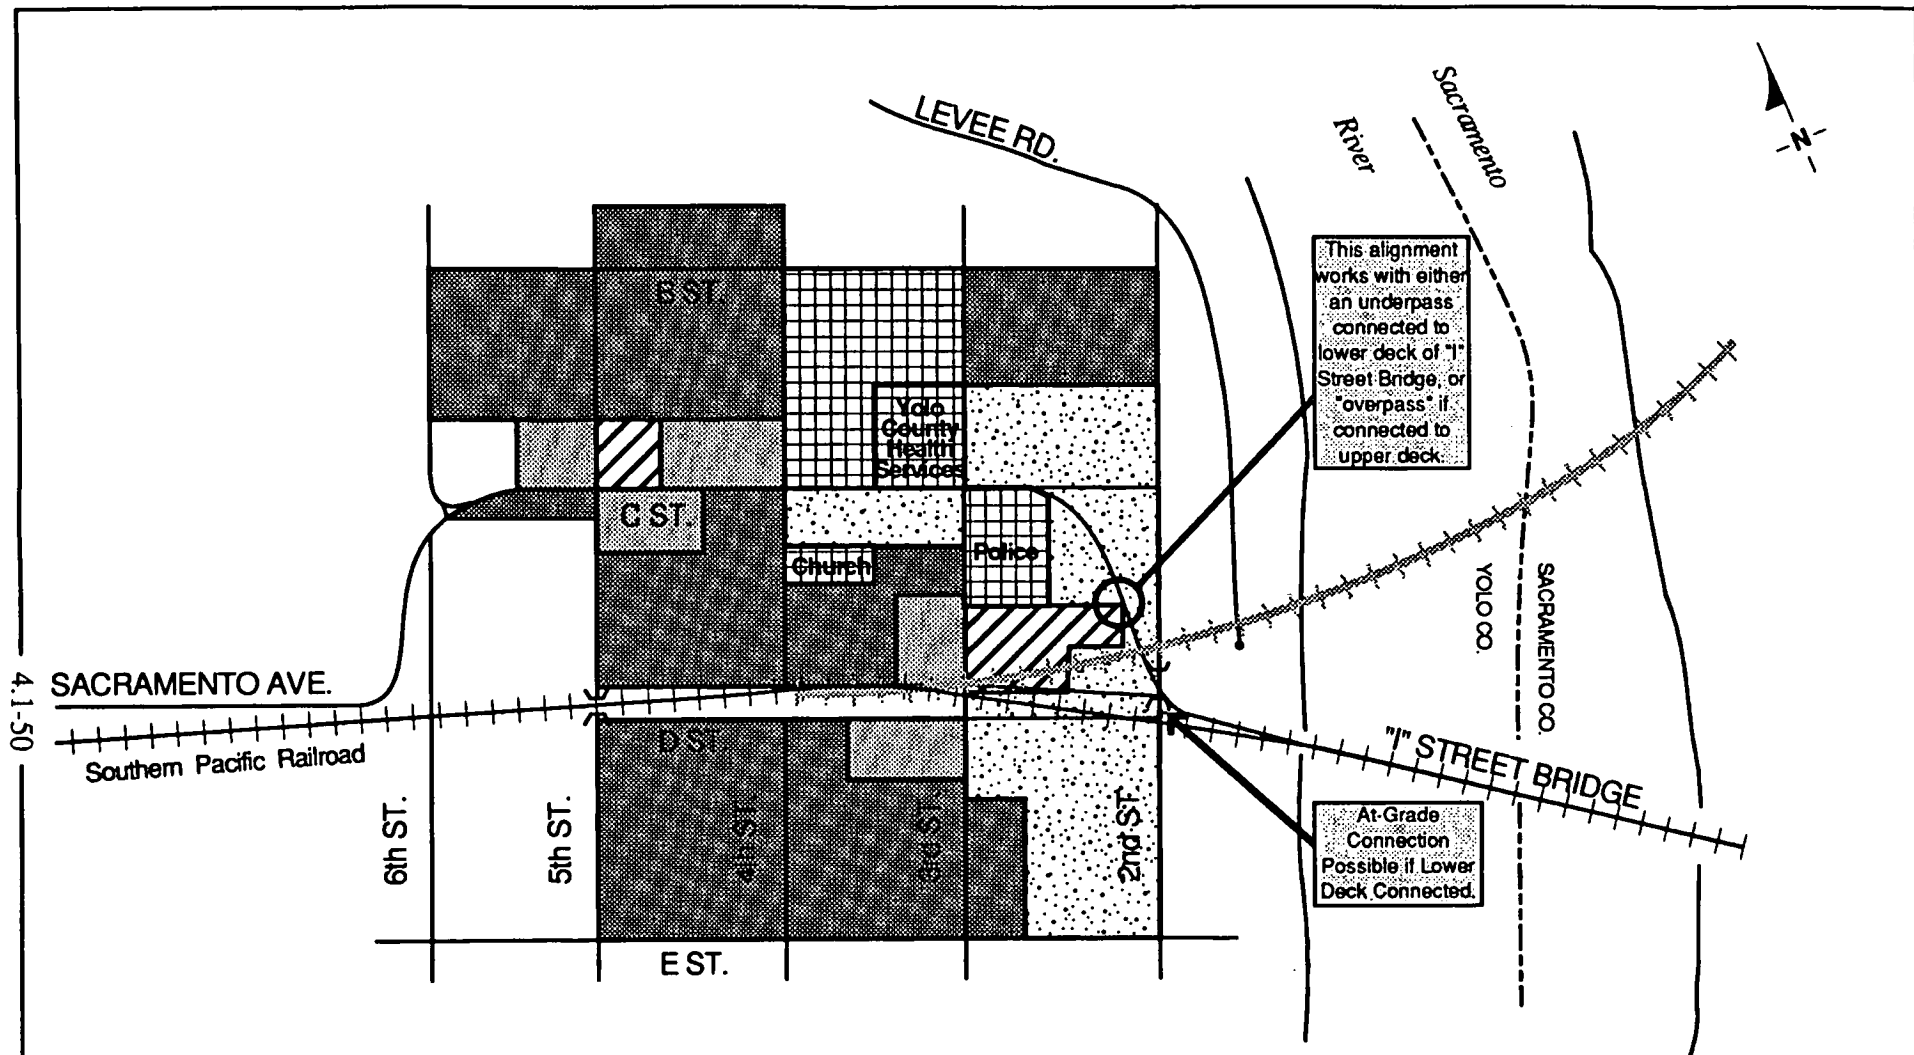 Sacramento
River
N
LEVEE RD.
This alignment
works with either
an underpass
connected to
lower deck of "I"
Street Bridge, or
"overpass" if
connected to
upper deck.
B ST.
Yolo
County
Health
Services
C ST.
Police
Church
YOLO CO.
SACRAMENTO CO.
SACRAMENTO AVE.
Southern Pacific Railroad
D ST.
"I" STREET BRIDGE
6th ST.
5th ST.
4th ST.
3rd ST.
2nd ST.
At-Grade
Connection
Possible if Lower
Deck Connected.
E ST.
4.1-50